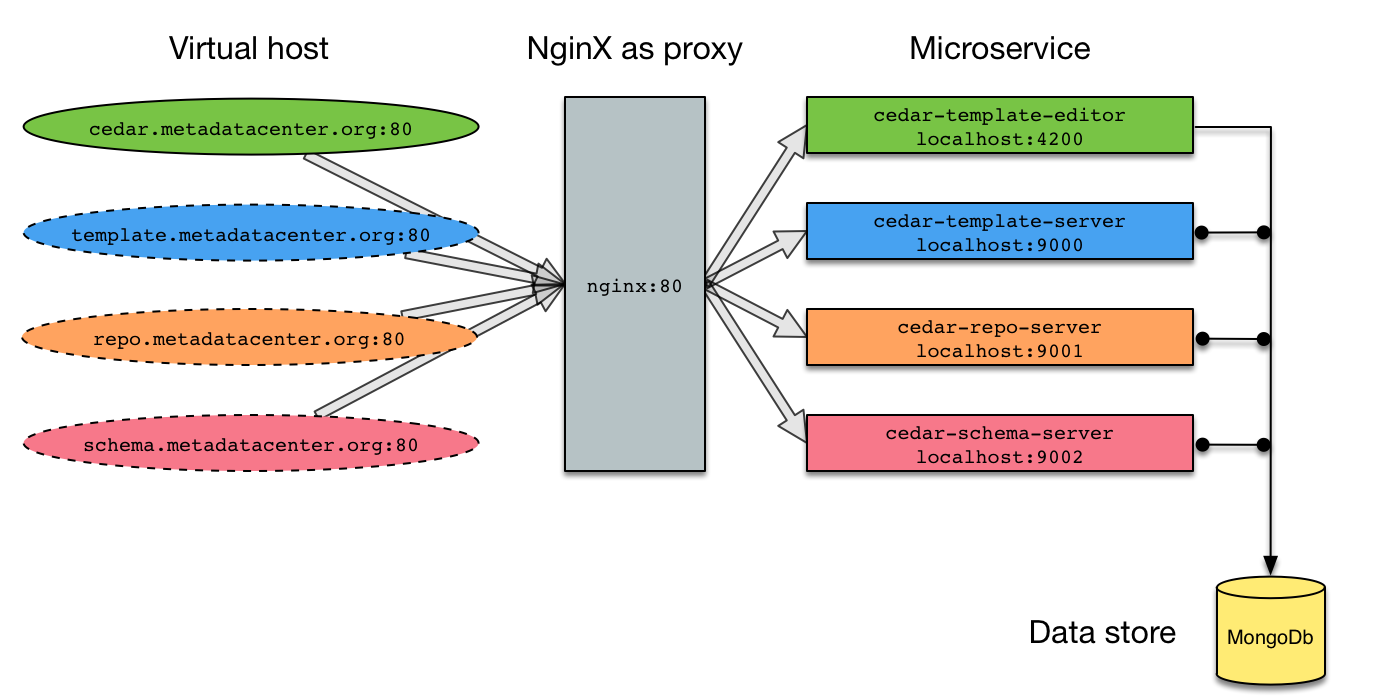 Virtual host
NginX as proxy
Microservice
cedar.metadatacenter.org:80
template.metadatacenter.org:80
repo.metadatacenter.org:80
schema.metadatacenter.org:80
nginx:80
cedar-template-editor
localhost:4200
cedar-template-server
localhost:9000
cedar-repo-server
localhost:9001
cedar-schema-server
localhost:9002
Data store
MongoDb